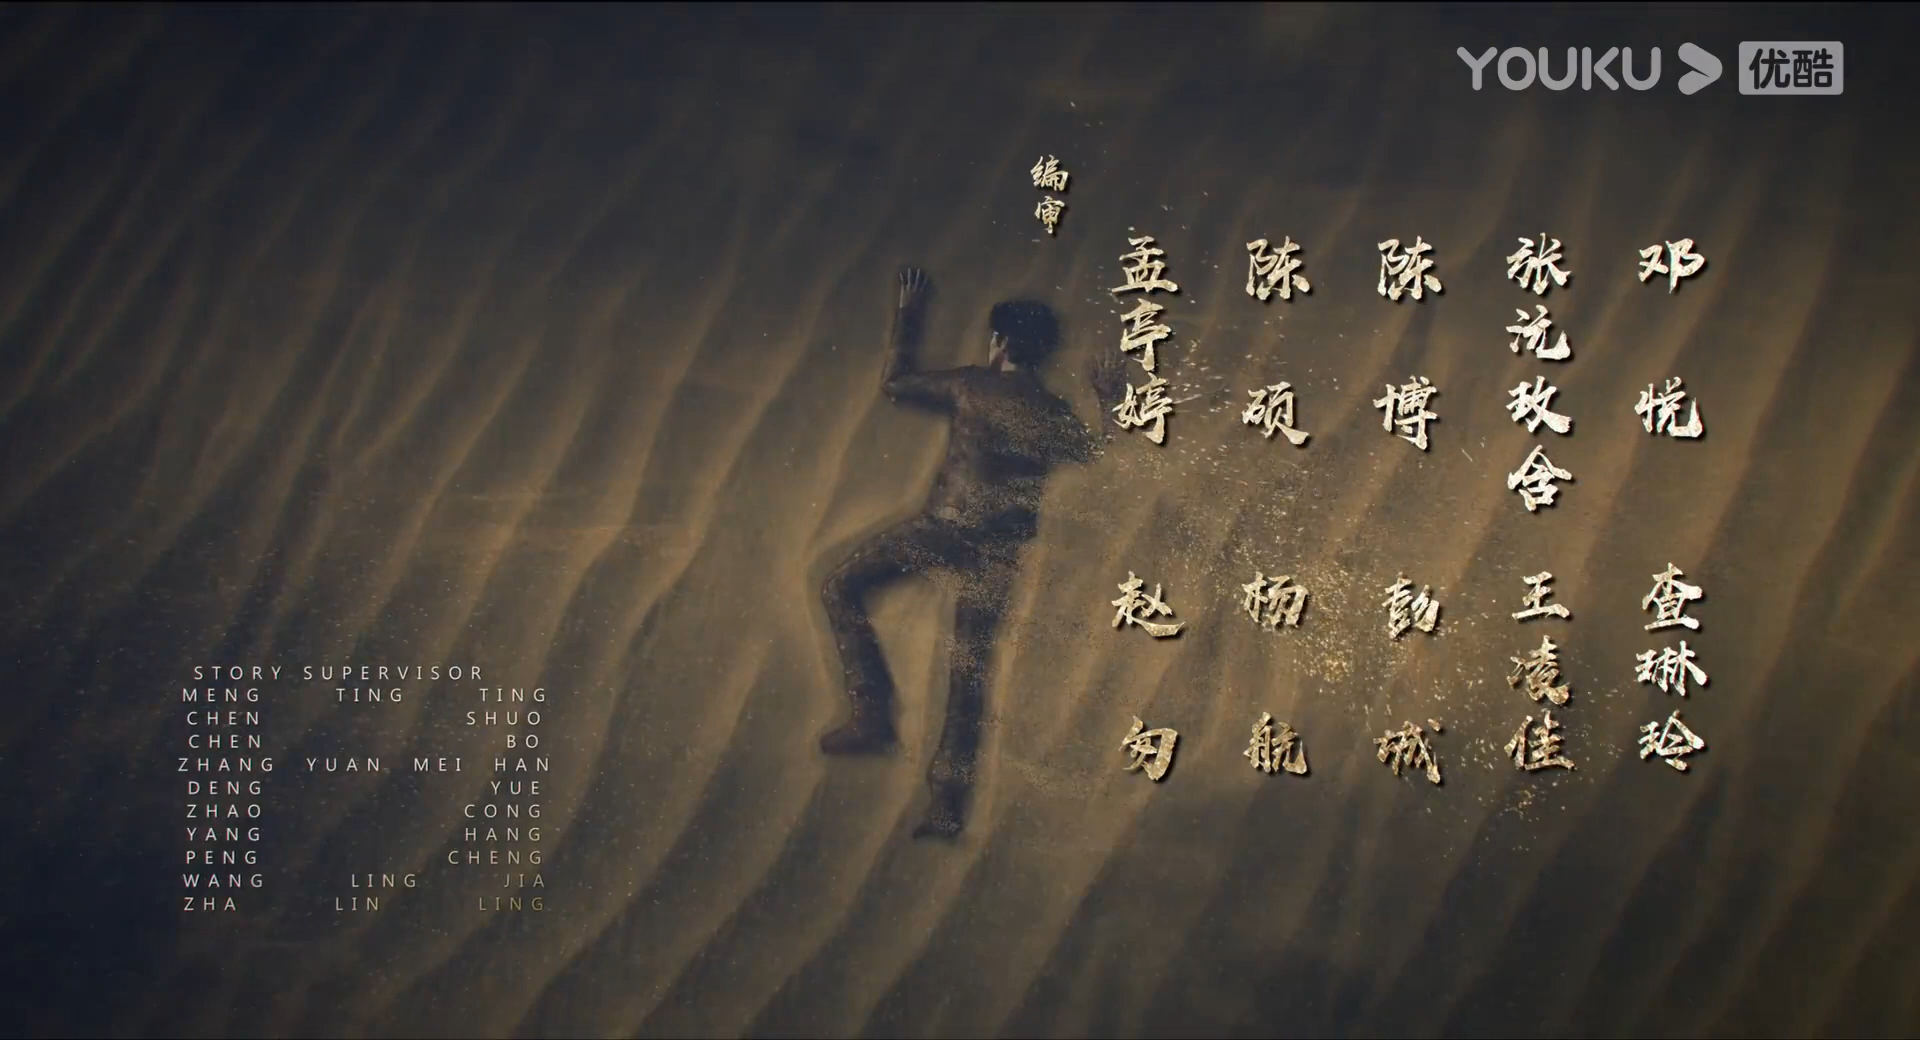 YOUKU 优酷
编审
孟亭婷
陈硕
陈博
张沅玫含
邓悦
赵匆
杨航
彭城
王凌佳
查琳玲
STORY SUPERVISOR
MENG TING TING
CHEN SHUO
CHEN BO
ZHANG YUAN MEI HAN
DENG YUE
ZHAO CONG
YANG HANG
PENG CHENG
WANG LING JIA
ZHA LIN LING